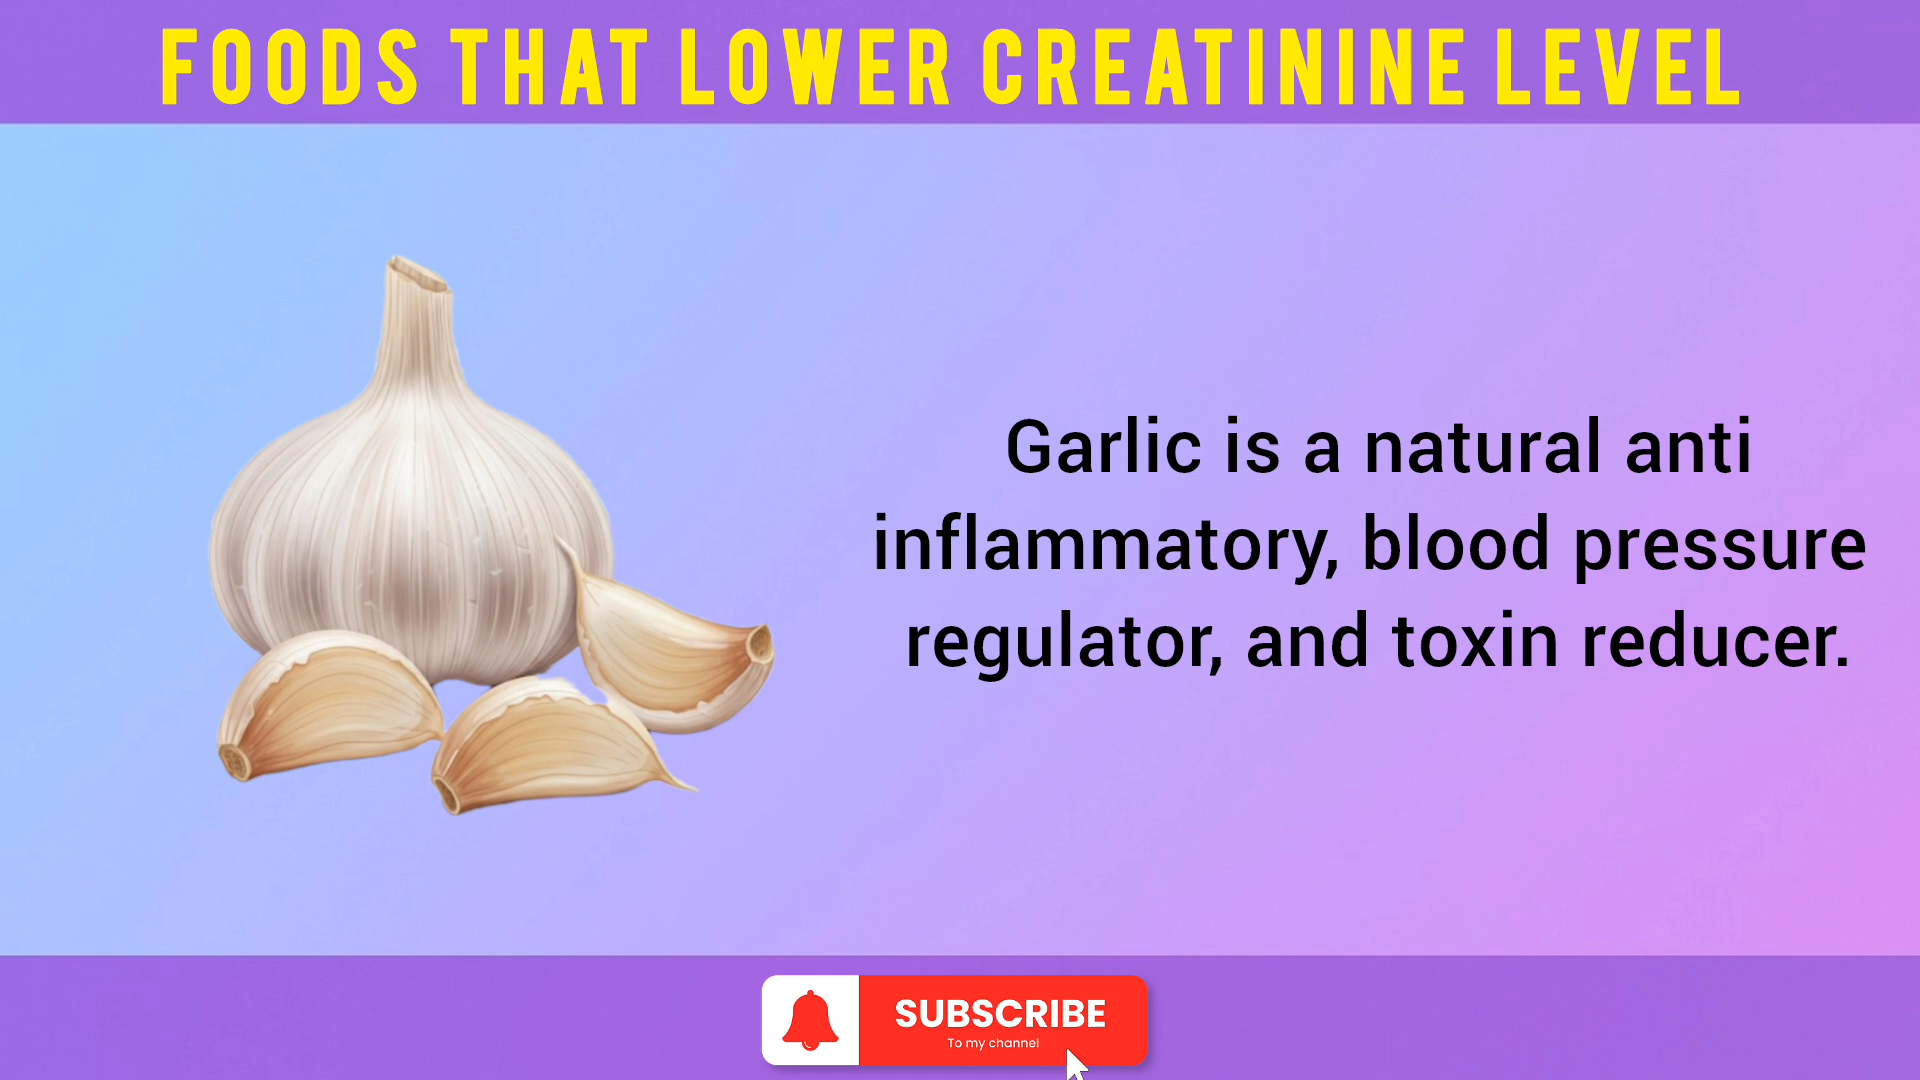 FOODS THAT LOWER CREATININE LEVEL
Garlic is a natural anti
inflammatory, blood pressure
regulator, and toxin reducer.
SUBSCRIBE
To my channel